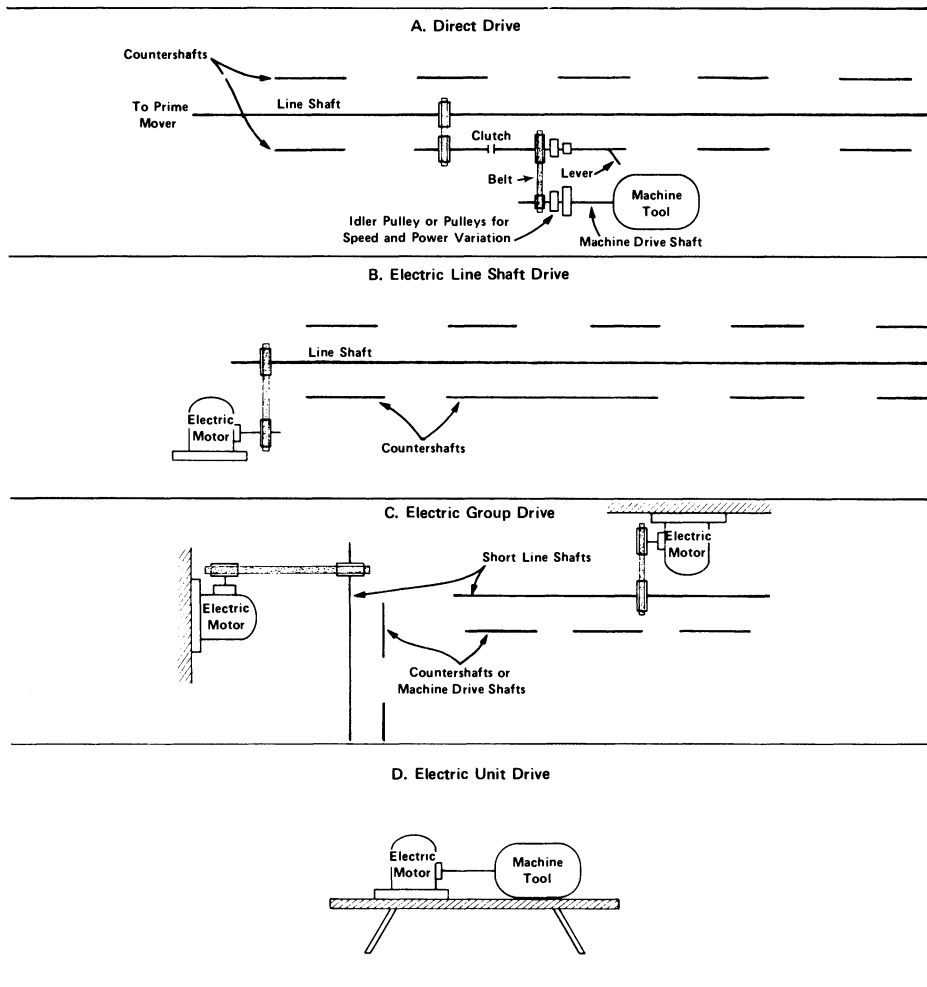 A. Direct Drive
Countershafts
To Prime
Mover
Line Shaft
Clutch
Belt
Lever
Machine
Tool
Idler Pulley or Pulleys for
Speed and Power Variation
Machine Drive Shaft
B. Electric Line Shaft Drive
Line Shaft
Electric
Motor
Countershafts
C. Electric Group Drive
Electric
Motor
Short Line Shafts
Electric
Motor
Countershafts or
Machine Drive Shafts
D. Electric Unit Drive
Electric
Motor
Machine
Tool